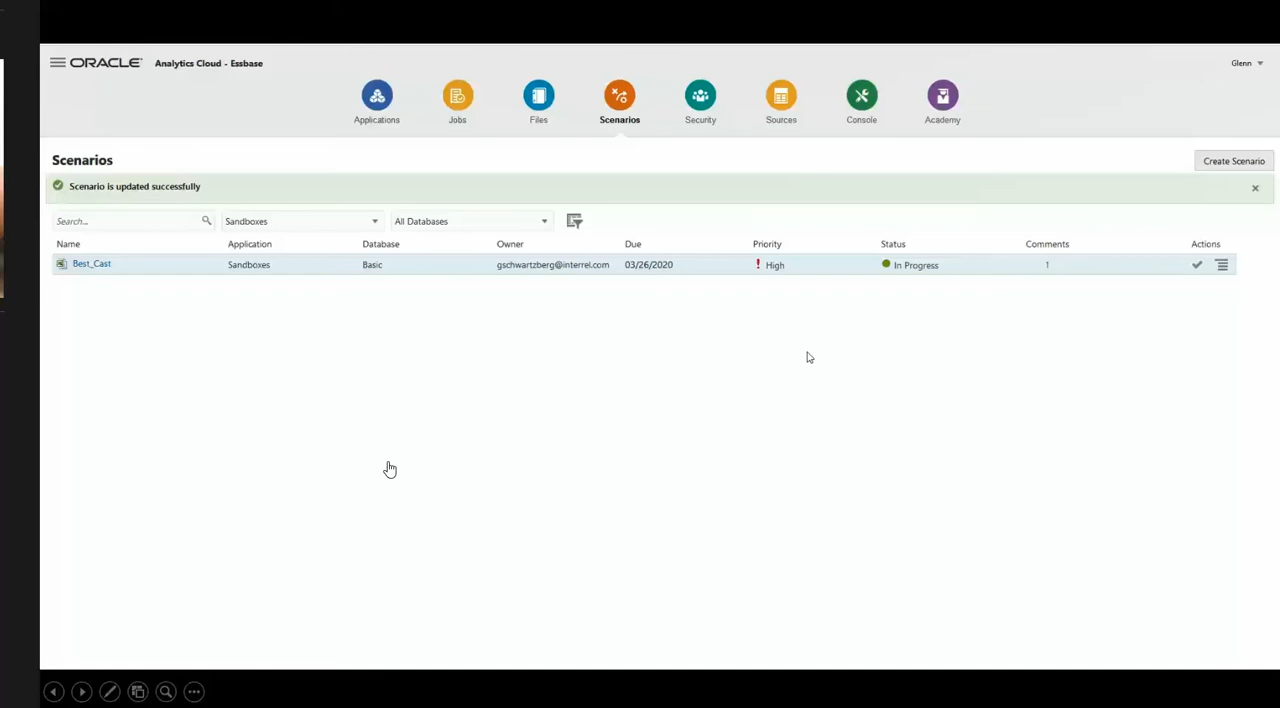 ORACLE Analytics Cloud - Essbase Glenn
Applications Jobs Files Scenarios Security Sources Console Academy
Scenarios Create Scenario
Scenario is updated successfully
Search... Sandboxes All Databases
Name Application Database Owner Due Priority Status Comments Actions
Best_Cast Sandboxes Basic gschwartzberg@interrel.com 03/26/2020 High In Progress 1